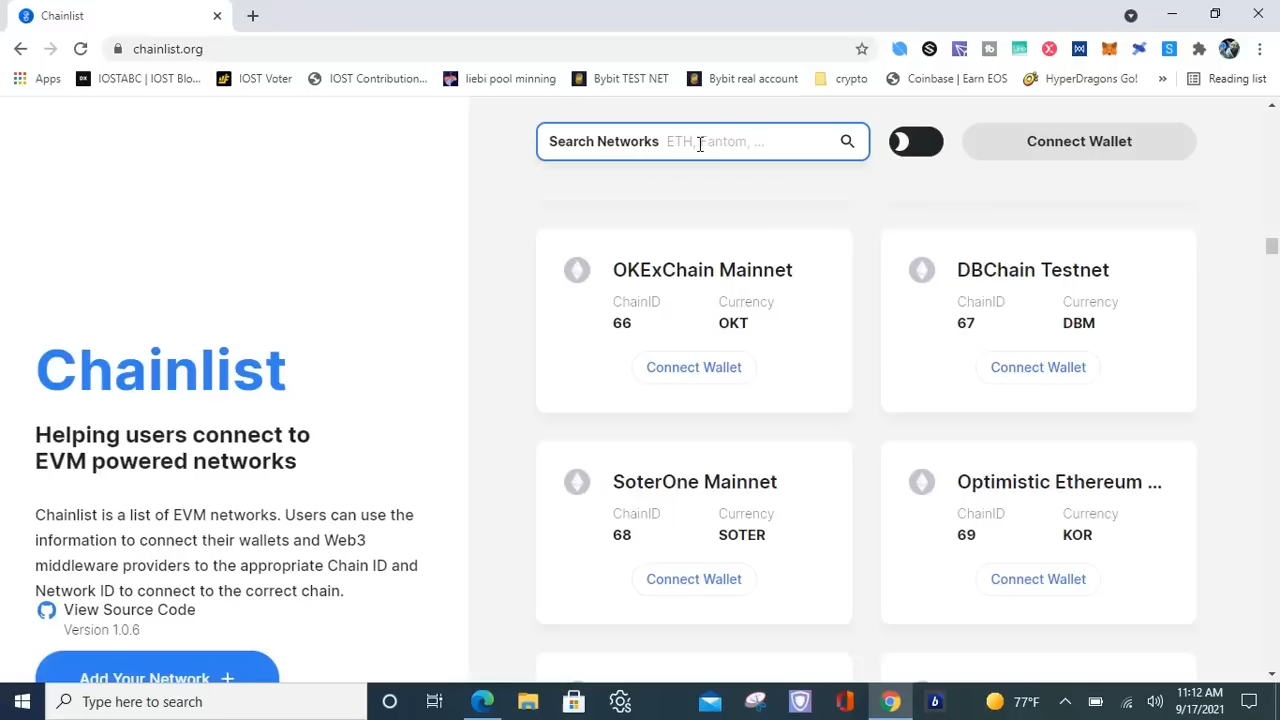 Chainlist
chainlist.org
Apps
IOSTABC | IOST Blo...
IOST Voter
IOST Contribution...
liebi pool minning
Bybit TEST NET
Bybit real account
crypto
Coinbase | Earn EOS
HyperDragons Go!
»
Reading list
Search Networks ETH, Fantom, ...
Connect Wallet
OKExChain Mainnet
ChainID Currency
66 OKT
Connect Wallet
DBChain Testnet
ChainID Currency
67 DBM
Connect Wallet
Chainlist
Helping users connect to
EVM powered networks
Chainlist is a list of EVM networks. Users can use the
information to connect their wallets and Web3
middleware providers to the appropriate Chain ID and
Network ID to connect to the correct chain.
View Source Code
Version 1.0.6
Add Your Network +
SoterOne Mainnet
ChainID Currency
68 SOTER
Connect Wallet
Optimistic Ethereum ...
ChainID Currency
69 KOR
Connect Wallet
Type here to search
77°F
11:12 AM
9/17/2021